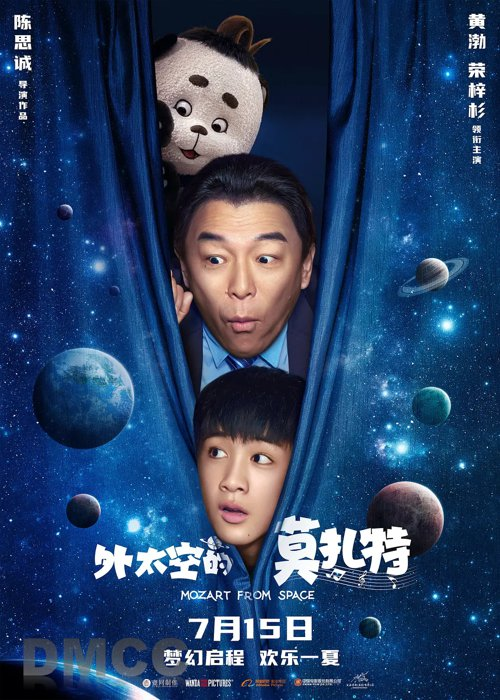 陈思诚
导演作品
黄渤 荣梓杉
领衔主演
外太空的莫扎特
MOZART FROM SPACE
7月15日
梦幻启程 欢乐一夏
DMCC
WANDA PICTURES